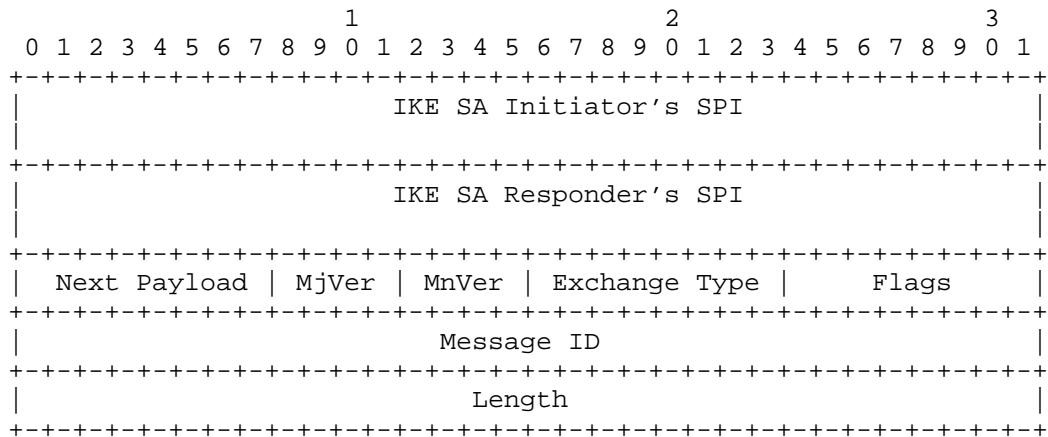 1                   2                   3
 0 1 2 3 4 5 6 7 8 9 0 1 2 3 4 5 6 7 8 9 0 1 2 3 4 5 6 7 8 9 0 1
+-+-+-+-+-+-+-+-+-+-+-+-+-+-+-+-+-+-+-+-+-+-+-+-+-+-+-+-+-+-+-+-+
|                       IKE SA Initiator’s SPI                  |
|                                                               |
+-+-+-+-+-+-+-+-+-+-+-+-+-+-+-+-+-+-+-+-+-+-+-+-+-+-+-+-+-+-+-+-+
|                       IKE SA Responder’s SPI                  |
|                                                               |
+-+-+-+-+-+-+-+-+-+-+-+-+-+-+-+-+-+-+-+-+-+-+-+-+-+-+-+-+-+-+-+-+
|  Next Payload | MjVer | MnVer | Exchange Type |     Flags     |
+-+-+-+-+-+-+-+-+-+-+-+-+-+-+-+-+-+-+-+-+-+-+-+-+-+-+-+-+-+-+-+-+
|                          Message ID                           |
+-+-+-+-+-+-+-+-+-+-+-+-+-+-+-+-+-+-+-+-+-+-+-+-+-+-+-+-+-+-+-+-+
|                            Length                             |
+-+-+-+-+-+-+-+-+-+-+-+-+-+-+-+-+-+-+-+-+-+-+-+-+-+-+-+-+-+-+-+-+